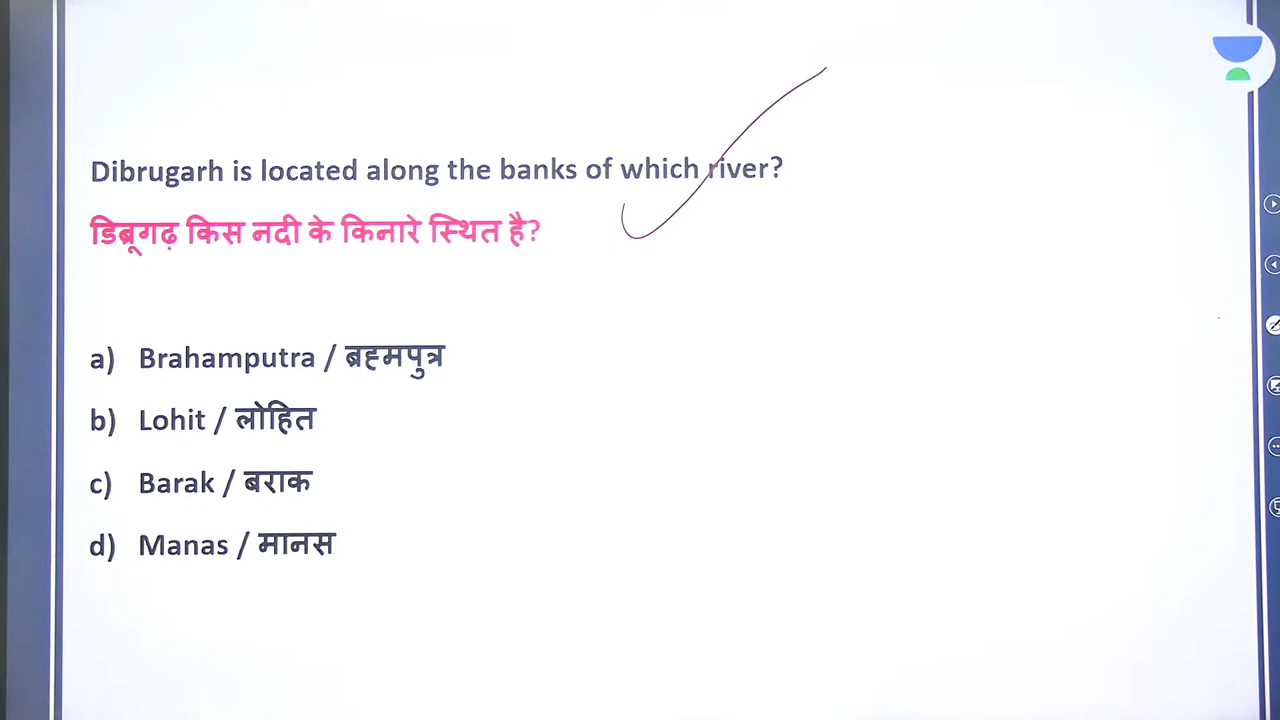 Dibrugarh is located along the banks of which river?
डिब्रूगढ़ किस नदी के किनारे स्थित है?
a) Brahamputra / ब्रह्मपुत्र
b) Lohit / लोहित
c) Barak / बराक
d) Manas / मानस